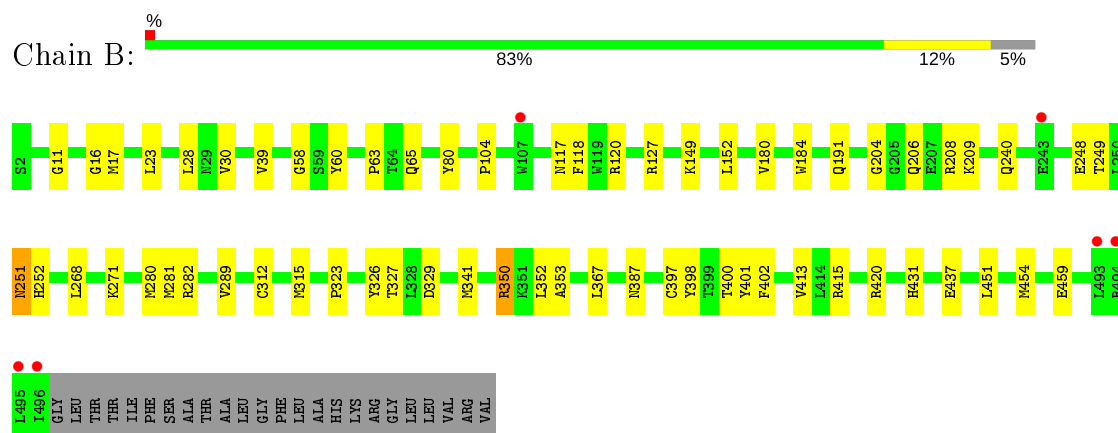 %
Chain B:
83% 12% 5%
S2 G11 G16 M17 L23 L28 N29 V30 V39 G58 S59 Y60 P63 T64 Q65 Y80 P104 W107 N117 F118 W119 R120 R127 K149 L152 V180 W184 Q191 G204 G205 Q206 E207 R208 K209 Q240 E243 E248 T249 L250
N251 H252 L268 K271 M280 M281 R282 V289 C312 M315 P323 Y326 T327 L328 D329 M341 R350 K351 L352 A353 L367 N387 C397 Y398 T399 T400 Y401 F402 V413 L414 R415 R420 H431 E437 L451 M454 E459 L493 R494
L495 I496 GLY LEU THR THR ILE PHE SER ALA THR ALA LEU GLY PHE LEU ALA HIS LYS ARG GLY LEU LEU VAL ARG VAL